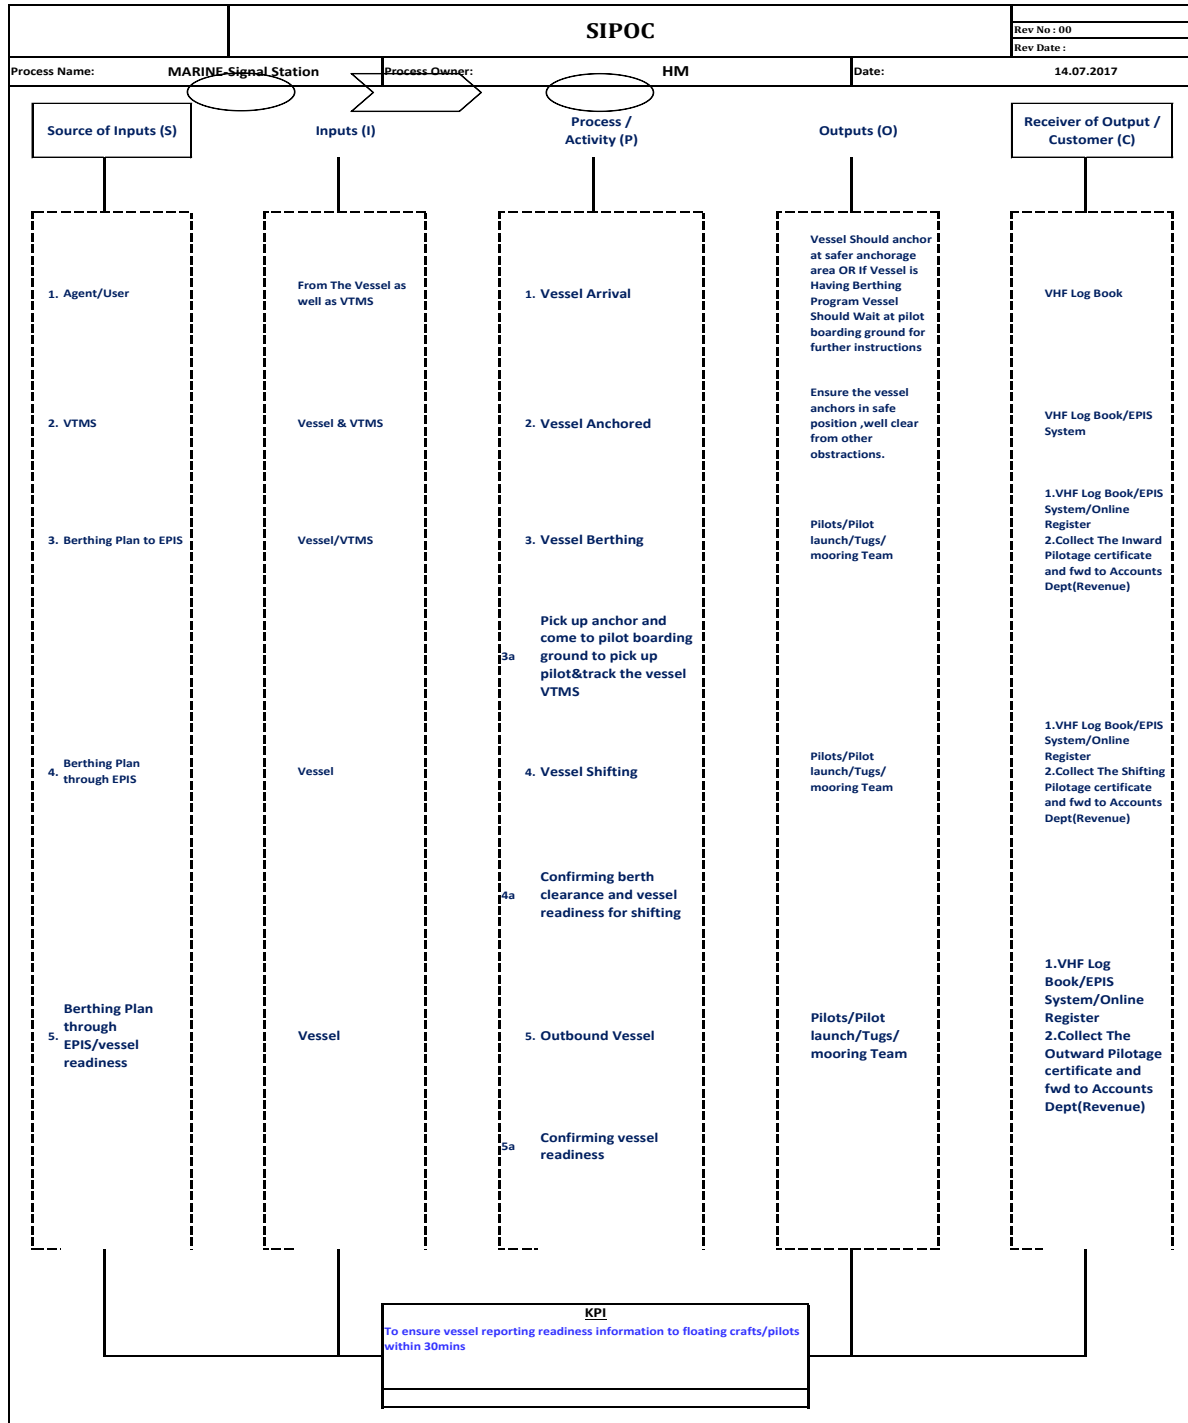 SIPOC
Rev No : 00
Rev Date :
Process Name:
MARINE-Signal Station
Process Owner:
HM
Date:
14.07.2017
Source of Inputs (S)
Inputs (I)
Process /
Activity (P)
Outputs (O)
Receiver of Output /
Customer (C)
1. Agent/User
From The Vessel as
well as VTMS
1. Vessel Arrival
Vessel Should anchor
at safer anchorage
area OR If Vessel is
Having Berthing
Program Vessel
Should Wait at pilot
boarding ground for
further instructions
VHF Log Book
2. VTMS
Vessel & VTMS
2. Vessel Anchored
Ensure the vessel
anchors in safe
position ,well clear
from other
obstractions.
VHF Log Book/EPIS
System
3. Berthing Plan to EPIS
Vessel/VTMS
3. Vessel Berthing
Pilots/Pilot
launch/Tugs/
mooring Team
1.VHF Log Book/EPIS
System/Online
Register
2.Collect The Inward
Pilotage certificate
and fwd to Accounts
Dept(Revenue)
3a
Pick up anchor and
come to pilot boarding
ground to pick up
pilot&track the vessel
VTMS
4. Berthing Plan
through EPIS
Vessel
4. Vessel Shifting
Pilots/Pilot
launch/Tugs/
mooring Team
1.VHF Log Book/EPIS
System/Online
Register
2.Collect The Shifting
Pilotage certificate
and fwd to Accounts
Dept(Revenue)
4a
Confirming berth
clearance and vessel
readiness for shifting
5. Berthing Plan
through
EPIS/vessel
readiness
Vessel
5. Outbound Vessel
Pilots/Pilot
launch/Tugs/
mooring Team
1.VHF Log
Book/EPIS
System/Online
Register
2.Collect The
Outward Pilotage
certificate and
fwd to Accounts
Dept(Revenue)
5a
Confirming vessel
readiness
KPI
To ensure vessel reporting readiness information to floating crafts/pilots
within 30mins